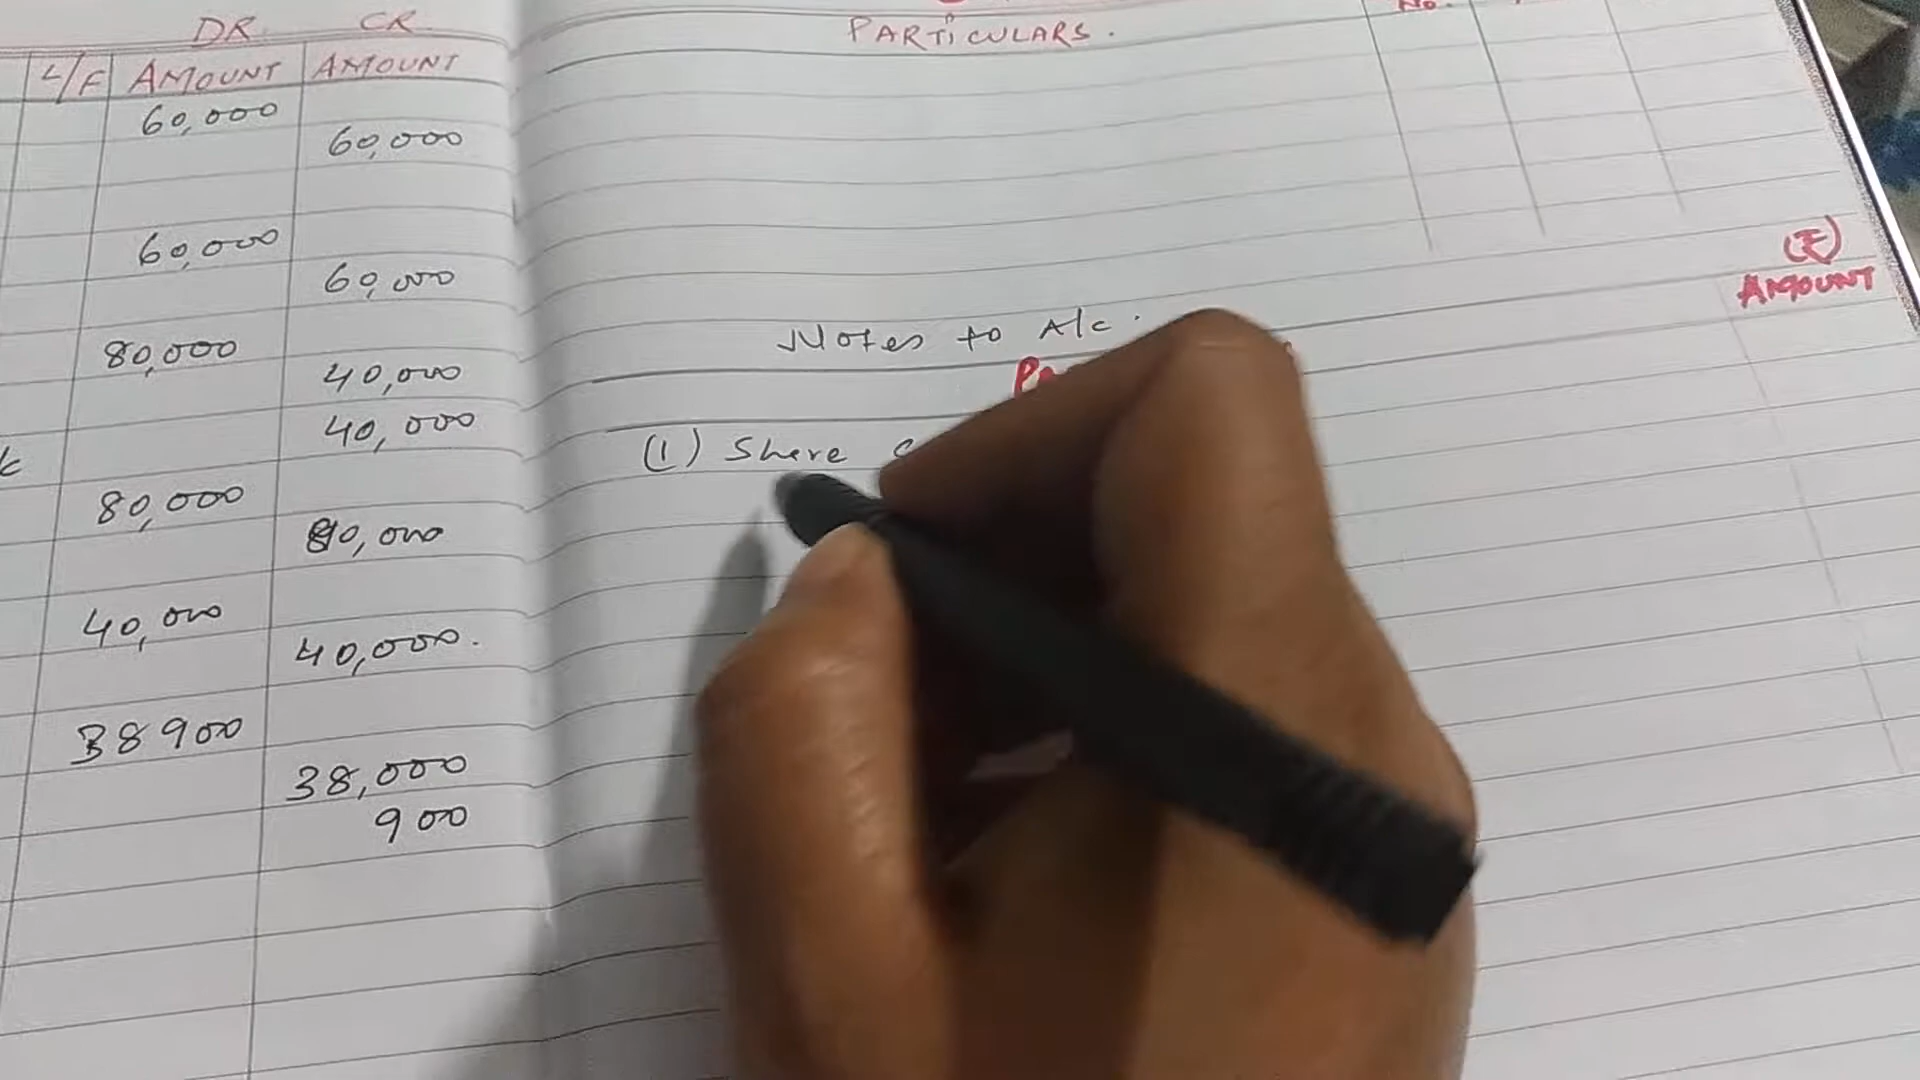 DR. CR.
L/F AMOUNT AMOUNT
60,000
60,000
60,000
60,000
80,000
40,000
40,000
80,000
80,000
40,000
40,000.
38900
38,000
900
PARTICULARS.
No.
(₹)
AMOUNT
Notes to A/c.
(1) Share